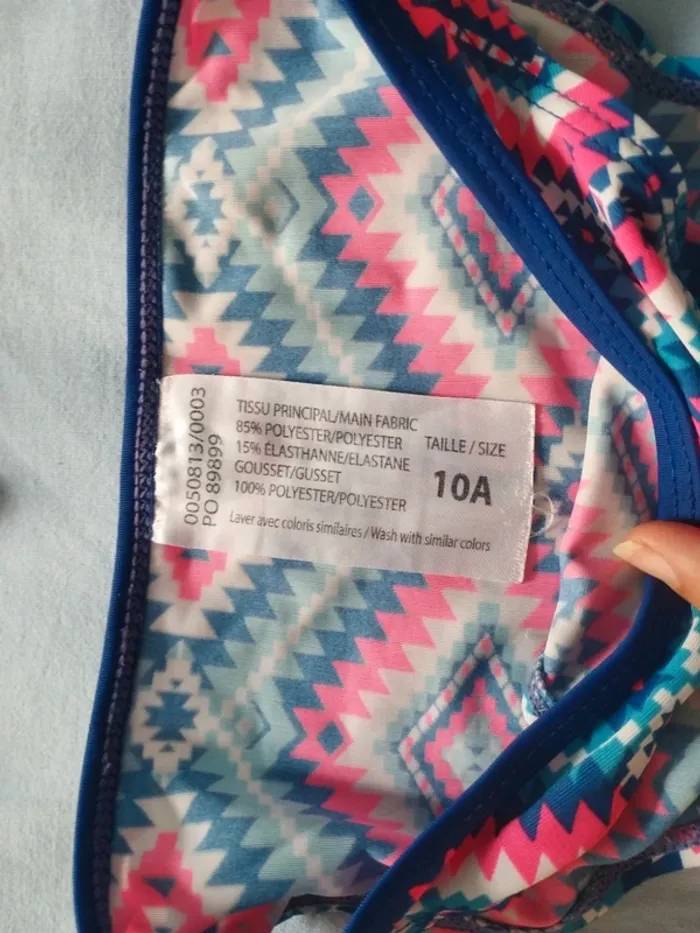 0050813/0003
PO 89899
TISSU PRINCIPAL/MAIN FABRIC
85% POLYESTER/POLYESTER
15% ÉLASTHANNE/ELASTANE
GOUSSET/GUSSET
100% POLYESTER/POLYESTER
TAILLE / SIZE
10A
Laver avec coloris similaires / Wash with similar colors